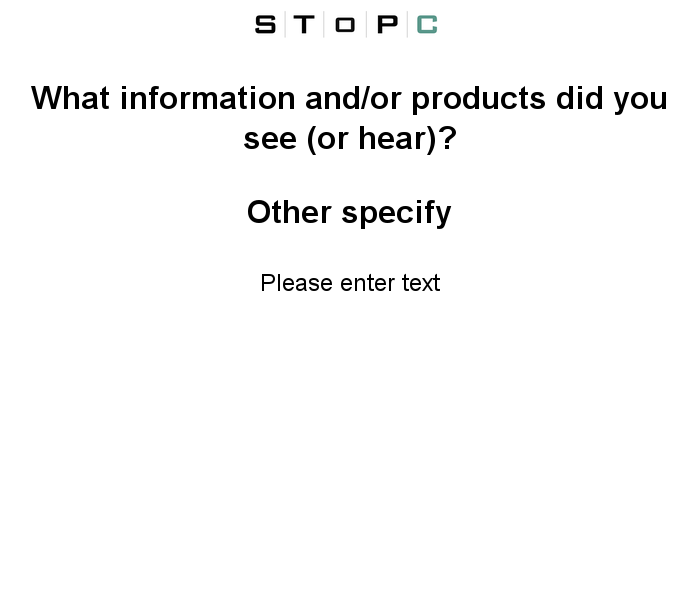 STOPC
What information and/or products did you
see (or hear)?
Other specify
Please enter text